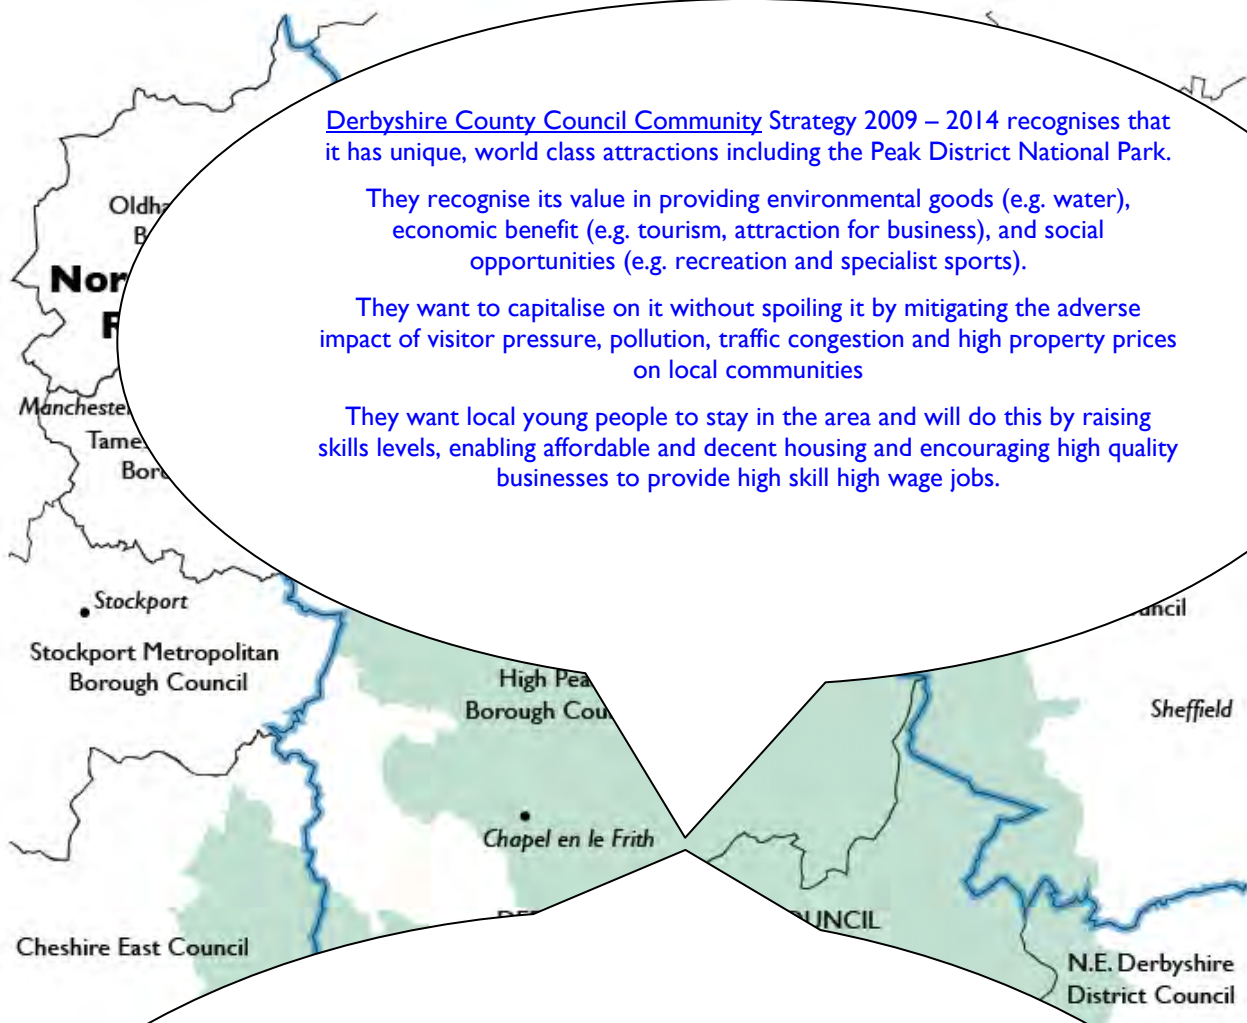 Derbyshire County Council Community Strategy 2009 – 2014 recognises that
it has unique, world class attractions including the Peak District National Park.
They recognise its value in providing environmental goods (e.g. water),
economic benefit (e.g. tourism, attraction for business), and social
opportunities (e.g. recreation and specialist sports).
They want to capitalise on it without spoiling it by mitigating the adverse
impact of visitor pressure, pollution, traffic congestion and high property prices
on local communities
They want local young people to stay in the area and will do this by raising
skills levels, enabling affordable and decent housing and encouraging high quality
businesses to provide high skill high wage jobs.
Stockport
Stockport Metropolitan
Borough Council
High
Borough
Sheffield
Chapel en le Frith
Cheshire East Council
N.E. Derbyshire
District Council